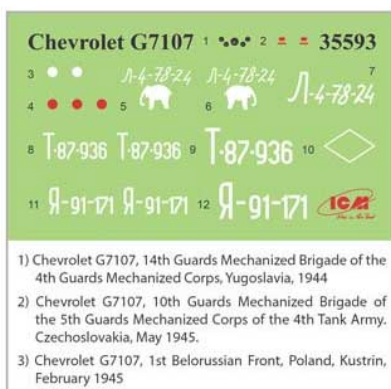 Chevrolet G7107 1 2 35593
3 Л-4-78-24 Л-4-78-24 7
4 5 6 Л-4-78-24
8 Т-87-936 Т-87-936 9 Т-87-936 10
11 Я-91-171 Я-91-171 12 Я-91-171 ICM
1) Chevrolet G7107, 14th Guards Mechanized Brigade of the
4th Guards Mechanized Corps, Yugoslavia, 1944
2) Chevrolet G7107, 10th Guards Mechanized Brigade of
the 5th Guards Mechanized Corps of the 4th Tank Army.
Czechoslovakia, May 1945.
3) Chevrolet G7107, 1st Belorussian Front, Poland, Kustrin,
February 1945